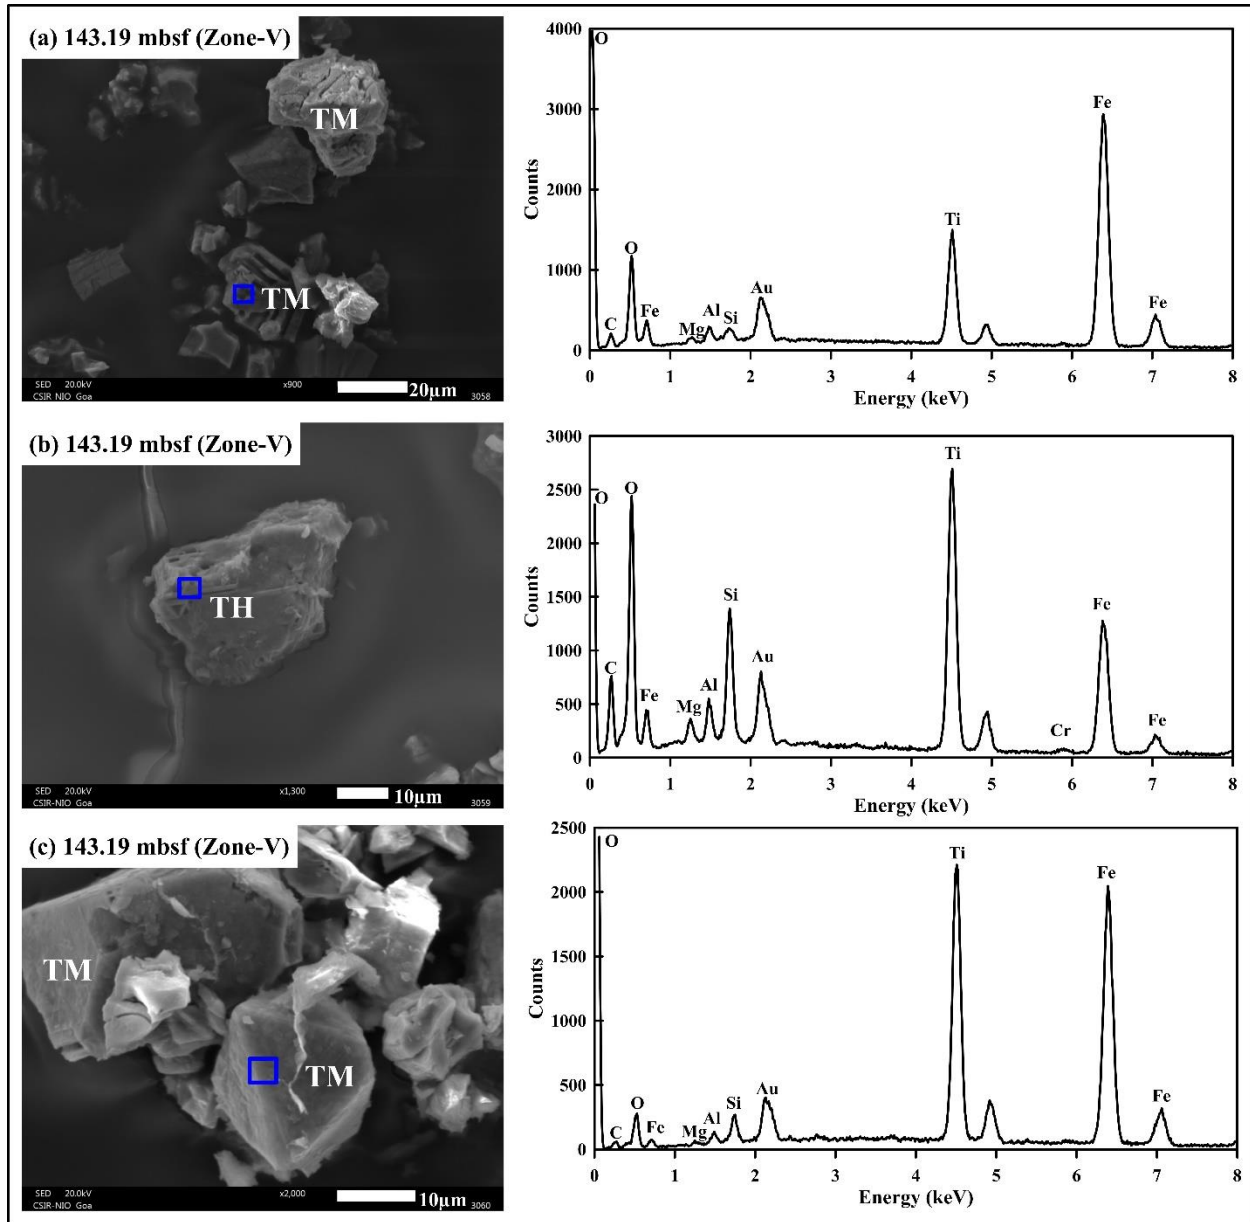 (a) 143.19 mbsf (Zone-V)
TM
TM
SED 20.0kV x900 20μm 3058
CSIR-NIO Goa
4000
3000
2000
1000
0
Counts
O
C
O
Fe
Mg
Al
Si
Au
Ti
Fe
Fe
0 1 2 3 4 5 6 7 8
Energy (keV)
(b) 143.19 mbsf (Zone-V)
TH
SED 20.0kV x1,300 10μm 3059
CSIR-NIO Goa
3000
2500
2000
1500
1000
500
0
Counts
O
C
O
Fe
Mg
Al
Si
Au
Ti
Cr
Fe
Fe
0 1 2 3 4 5 6 7 8
Energy (keV)
(c) 143.19 mbsf (Zone-V)
TM
TM
SED 20.0kV x2,000 10μm 3060
CSIR-NIO Goa
2500
2000
1500
1000
500
0
Counts
O
C
O
Fe
Mg
Al
Si
Au
Ti
Fe
Fe
0 1 2 3 4 5 6 7 8
Energy (keV)